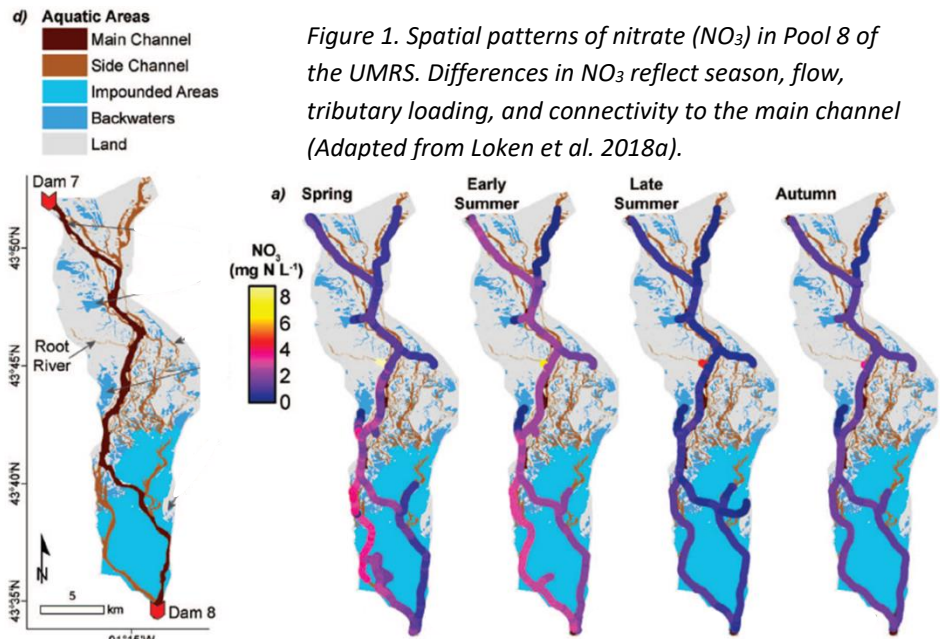 d) Aquatic Areas
Main Channel
Side Channel
Impounded Areas
Backwaters
Land
Figure 1. Spatial patterns of nitrate (NO₃) in Pool 8 of
the UMRS. Differences in NO₃ reflect season, flow,
tributary loading, and connectivity to the main channel
(Adapted from Loken et al. 2018a).
Dam 7
43°50'N
Root
River
43°45'N
43°40'N
43°35'N
N
5
km
Dam 8
91°15'W
a) Spring
Early
Summer
Late
Summer
Autumn
NO₃
(mg N L⁻¹)
8
6
4
2
0